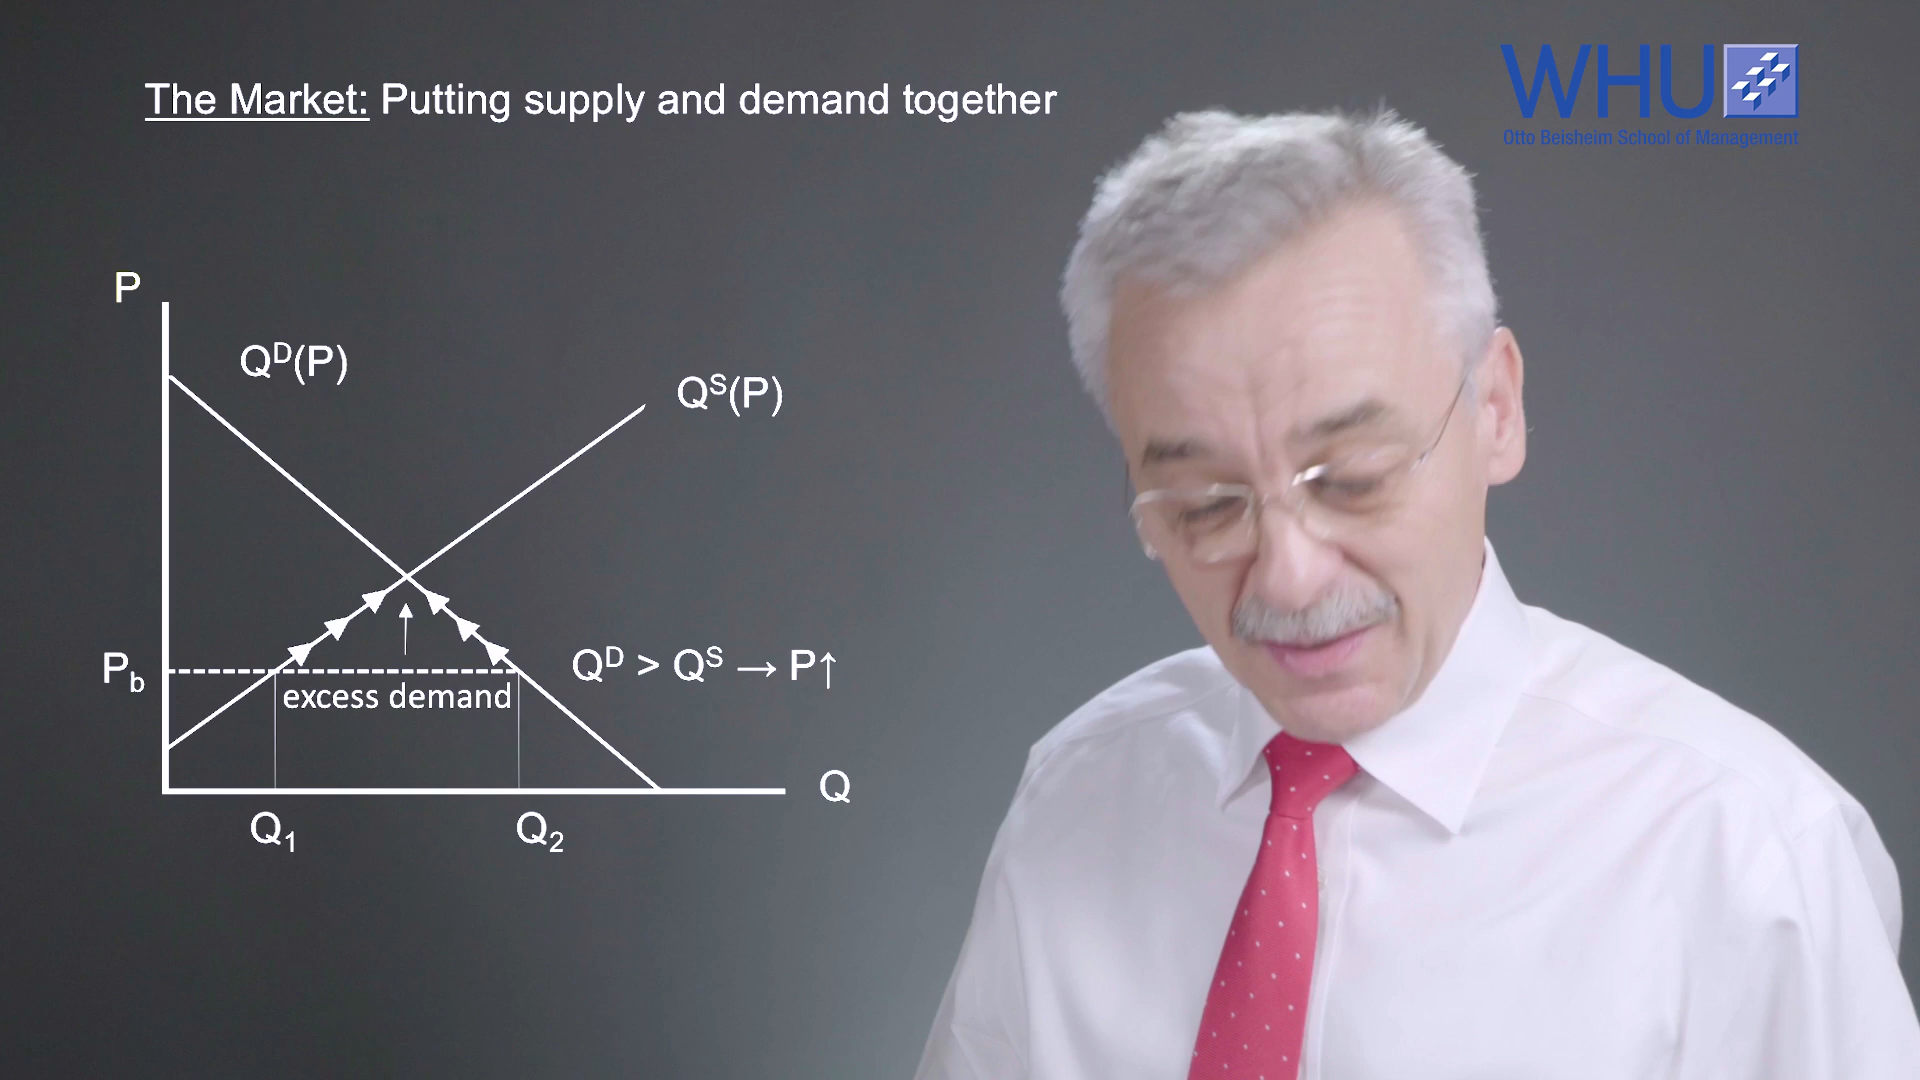 The Market: Putting supply and demand together
WHU
Otto Beisheim School of Management
P
Q^D(P)
Q^S(P)
P_b
excess demand
Q^D > Q^S → P↑
Q
Q_1
Q_2